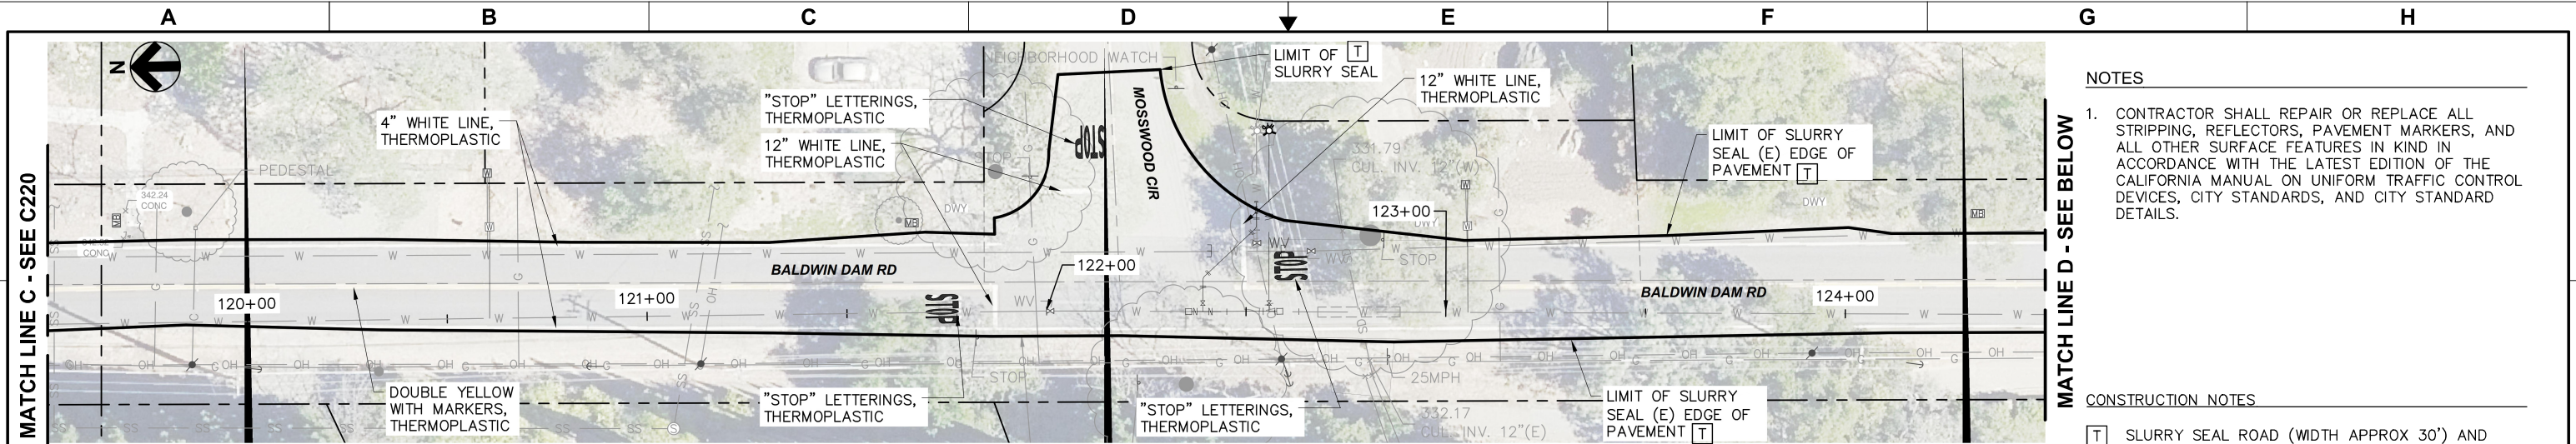 A B C D E F G H
N
MATCH LINE C - SEE C220
NEIGHBORHOOD WATCH
LIMIT OF T
SLURRY SEAL
12" WHITE LINE,
THERMOPLASTIC
"STOP" LETTERINGS,
THERMOPLASTIC
12" WHITE LINE,
THERMOPLASTIC
4" WHITE LINE,
THERMOPLASTIC
PEDESTAL
342.24
CONC
MB
STOP
STOP
MOSSWOOD CIR
DWY
MB
331.79
CUL. INV. 12"(W)
LIMIT OF SLURRY
SEAL (E) EDGE OF
PAVEMENT T
DWY
MB
123+00
DWY
STOP
WV
BALDWIN DAM RD
122+00
STOP
BALDWIN DAM RD
124+00
120+00
121+00
STOP
WV
STOP
25MPH
DOUBLE YELLOW
WITH MARKERS,
THERMOPLASTIC
"STOP" LETTERINGS,
THERMOPLASTIC
"STOP" LETTERINGS,
THERMOPLASTIC
332.17
CUL. INV. 12"(E)
LIMIT OF SLURRY
SEAL (E) EDGE OF
PAVEMENT T
MATCH LINE D - SEE BELOW
NOTES
1. CONTRACTOR SHALL REPAIR OR REPLACE ALL
STRIPPING, REFLECTORS, PAVEMENT MARKERS, AND
ALL OTHER SURFACE FEATURES IN KIND IN
ACCORDANCE WITH THE LATEST EDITION OF THE
CALIFORNIA MANUAL ON UNIFORM TRAFFIC CONTROL
DEVICES, CITY STANDARDS, AND CITY STANDARD
DETAILS.
CONSTRUCTION NOTES
T SLURRY SEAL ROAD (WIDTH APPROX 30') AND